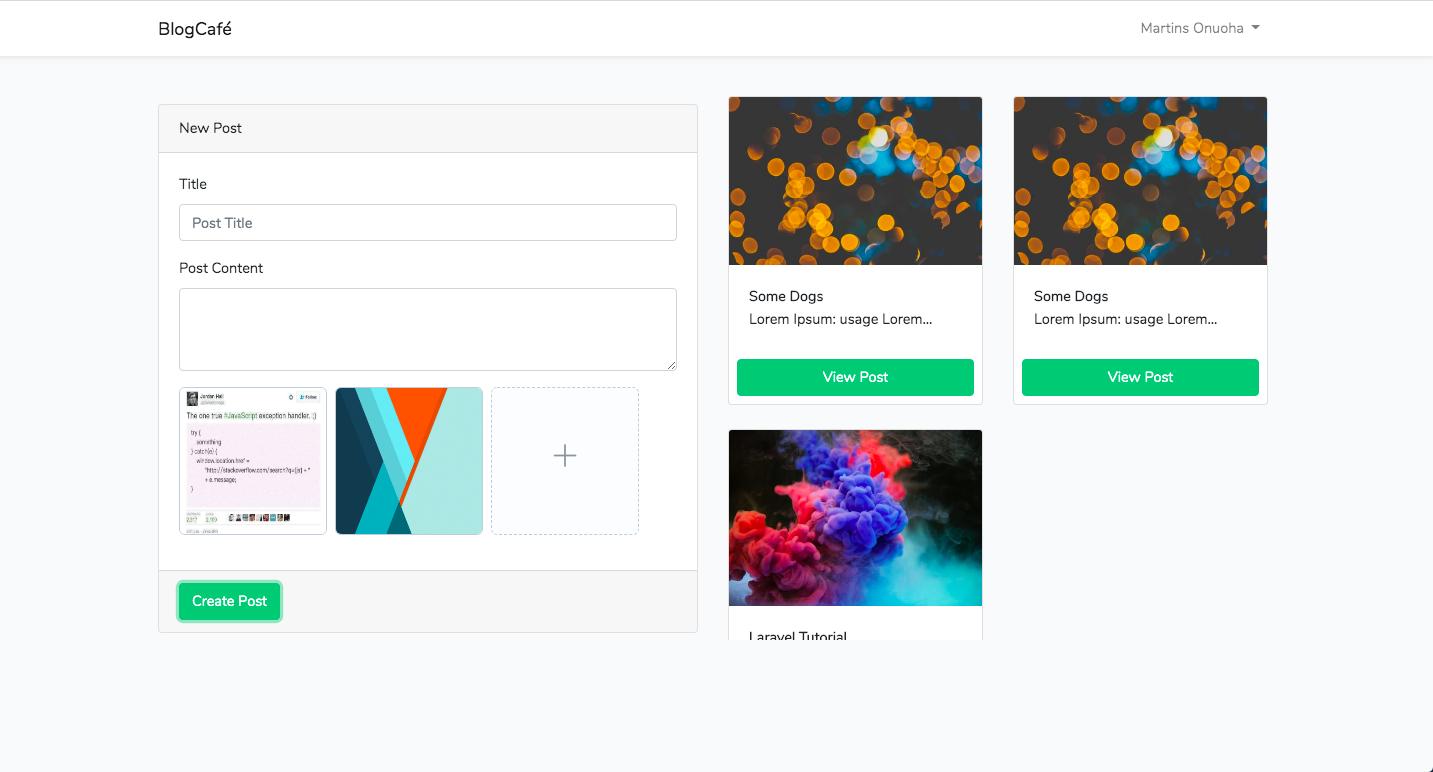 BlogCafé
Martins Onuoha
New Post
Title
Post Title
Post Content
Jordan Hall
Follow
The one true #JavaScript exception handler. ;)
try {
something
} catch(e) {
window.location.href =
"http://stackoverflow.com/search?q=[js] + "
+ e.message;
}
Create Post
Some Dogs
Lorem Ipsum: usage Lorem...
View Post
Some Dogs
Lorem Ipsum: usage Lorem...
View Post
Laravel Tutorial